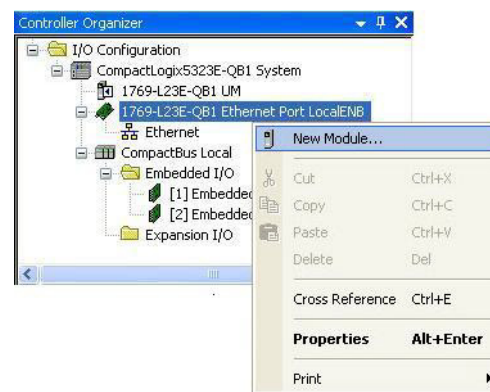 Controller Organizer
I/O Configuration
CompactLogix5323E-QB1 System
1769-L23E-QB1 UM
1769-L23E-QB1 Ethernet Port LocalENB
Ethernet
CompactBus Local
Embedded I/O
[1] Embedded
[2] Embedded
Expansion I/O
New Module...
Cut Ctrl+X
Copy Ctrl+C
Paste Ctrl+V
Delete Del
Cross Reference Ctrl+E
Properties Alt+Enter
Print